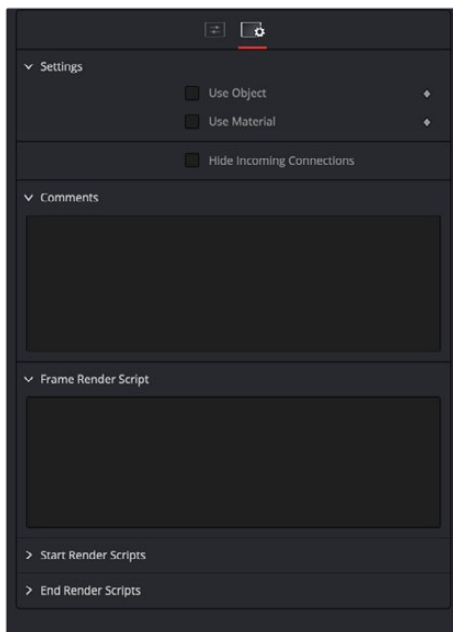 Settings
Use Object
Use Material
Hide Incoming Connections
Comments
Frame Render Script
Start Render Scripts
End Render Scripts